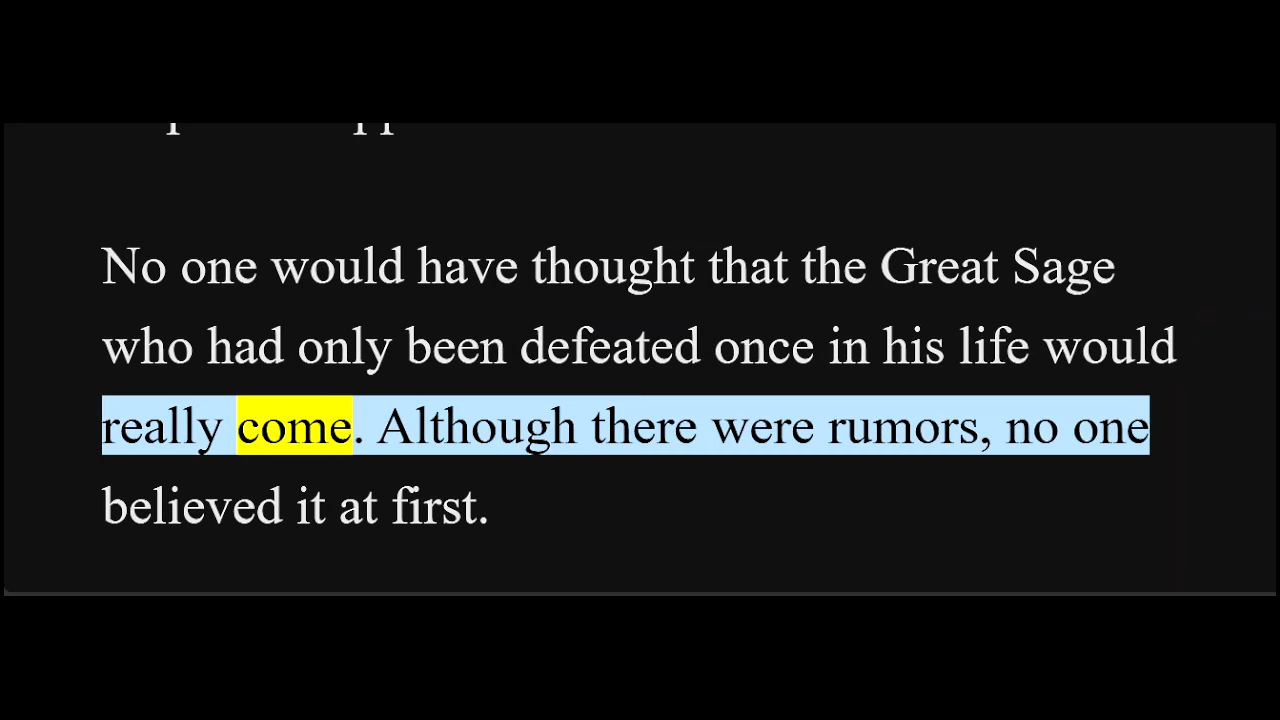 No one would have thought that the Great Sage
who had only been defeated once in his life would
really come. Although there were rumors, no one
believed it at first.